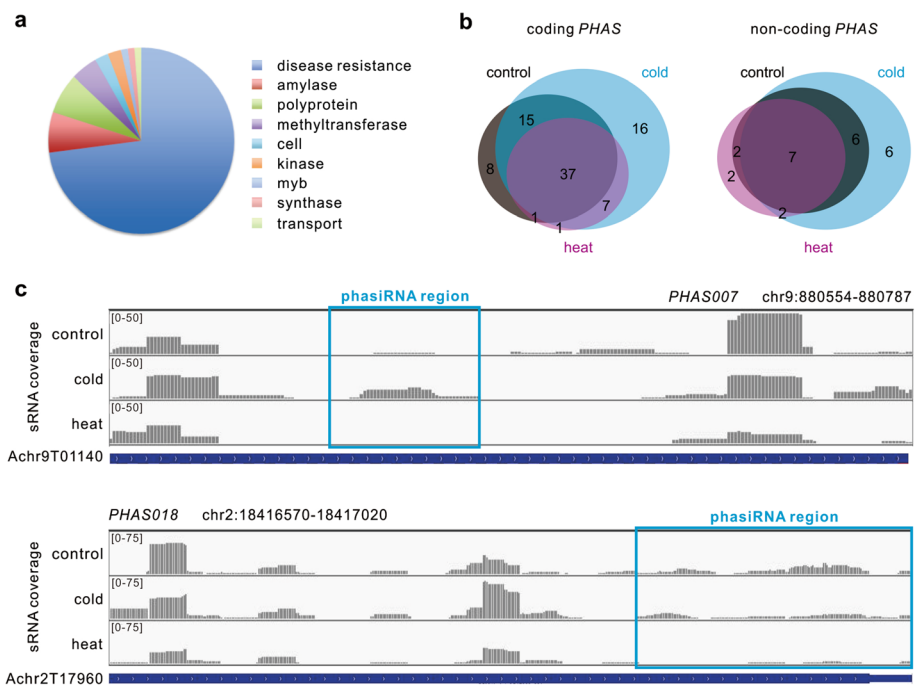 a
disease resistance
amylase
polyprotein
methyltransferase
cell
kinase
myb
synthase
transport
b
coding PHAS
non-coding PHAS
control
cold
15
16
8
37
7
1
1
heat
control
cold
6
6
2
7
2
2
heat
c
phasiRNA region
PHAS007 chr9:880554-880787
sRNA coverage
control
[0-50]
cold
[0-50]
heat
[0-50]
Achr9T01140
PHAS018 chr2:18416570-18417020
phasiRNA region
sRNA coverage
control
[0-75]
cold
[0-75]
heat
[0-75]
Achr2T17960